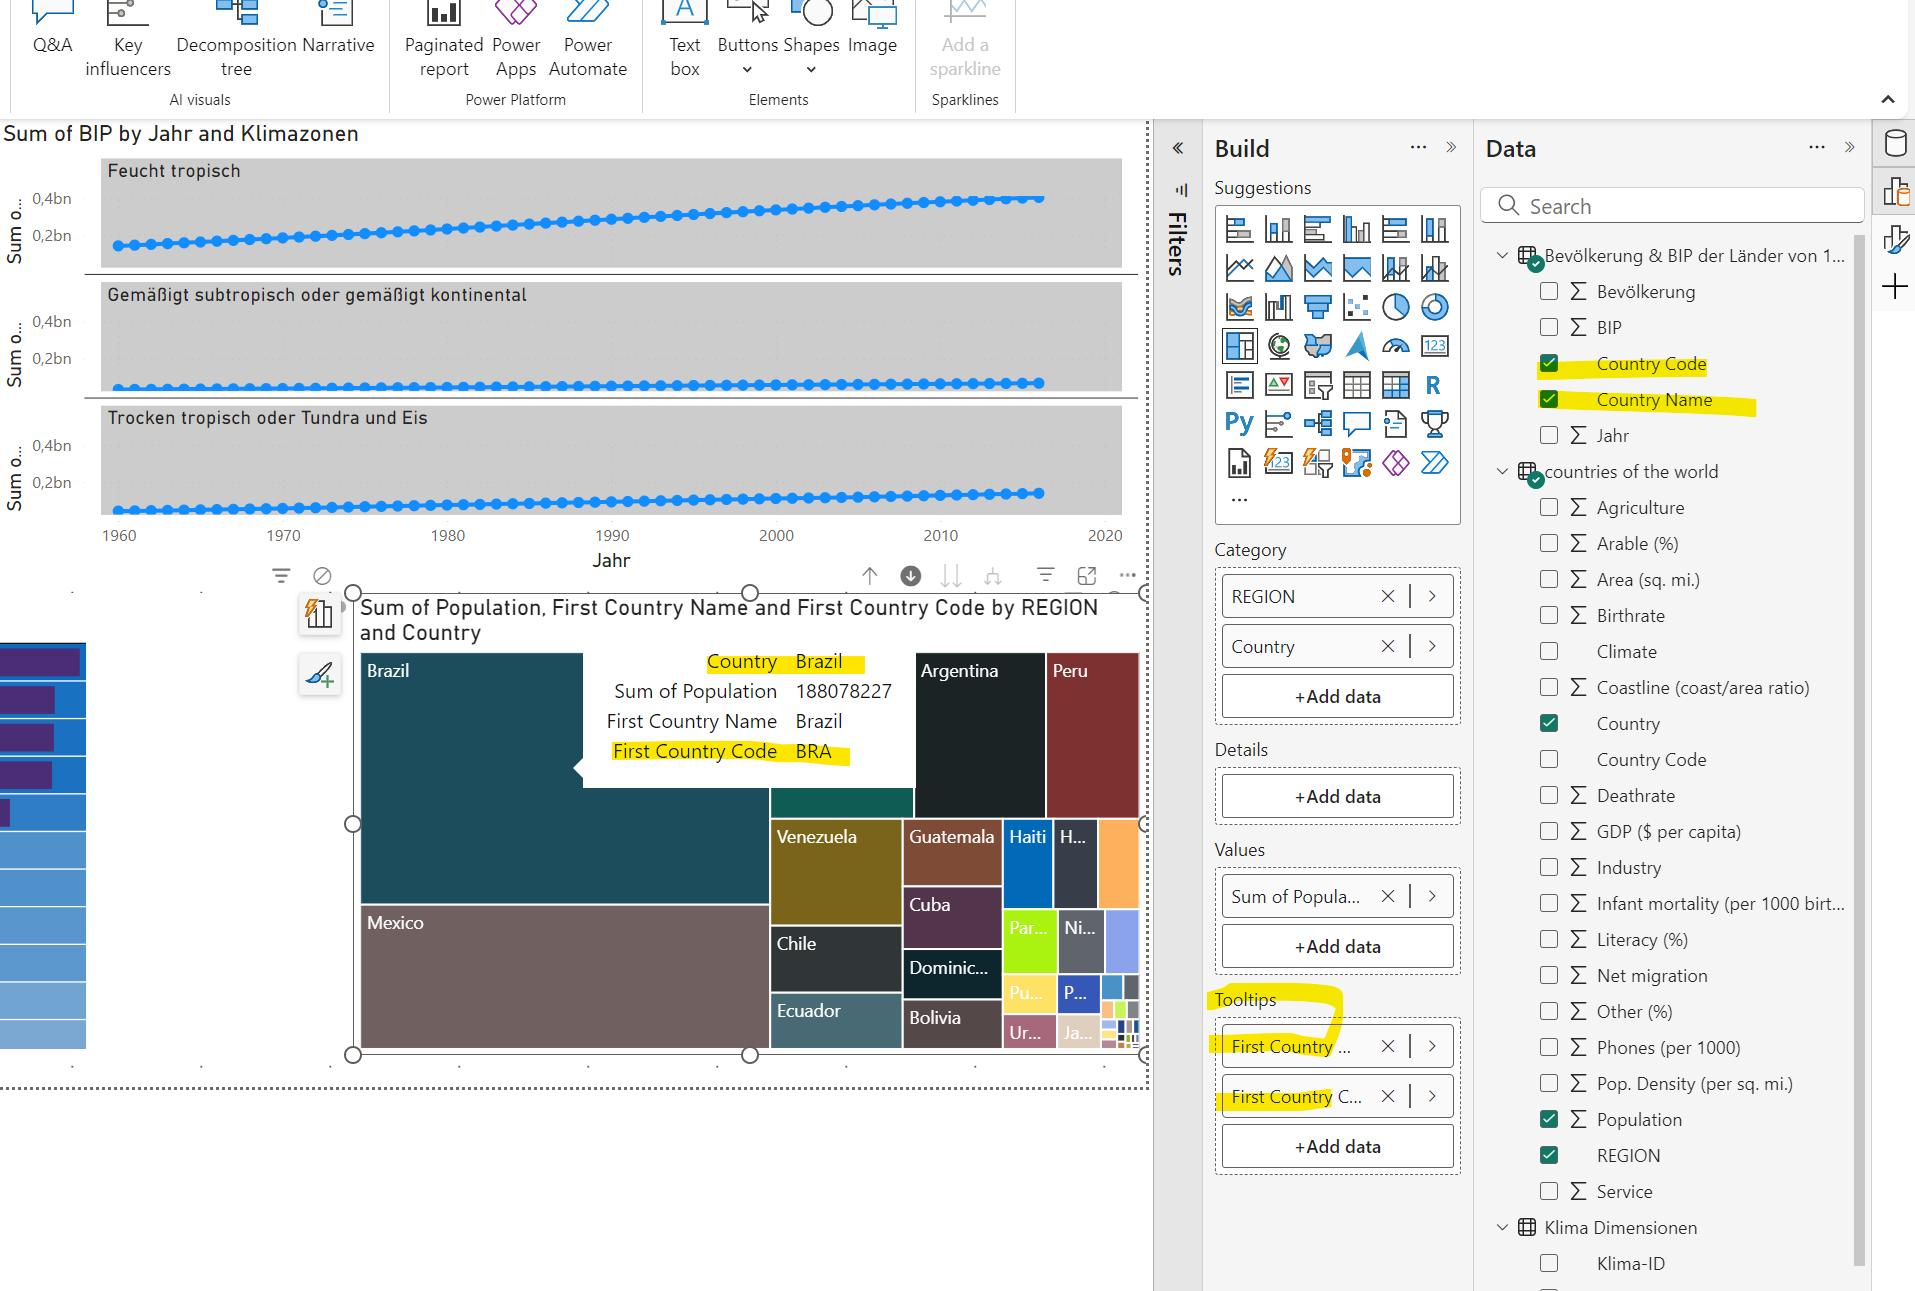 Q&A
Key
influencers
Decomposition
tree
Narrative
Paginated
report
Power
Apps
Power
Automate
Text
box
Buttons
Shapes
Image
Add a
sparkline
AI visuals
Power Platform
Elements
Sparklines
Sum of BIP by Jahr and Klimazonen
Feucht tropisch
Sum o...
0,4bn
0,2bn
Gemäßigt subtropisch oder gemäßigt kontinental
Sum o...
0,4bn
0,2bn
Trocken tropisch oder Tundra und Eis
Sum o...
0,4bn
0,2bn
1960 1970 1980 1990 2000 2010 2020
Jahr
Sum of Population, First Country Name and First Country Code by REGION
and Country
Brazil
Country Brazil
Sum of Population 188078227
First Country Name Brazil
First Country Code BRA
Argentina
Peru
Mexico
Venezuela
Chile
Ecuador
Guatemala
Cuba
Dominic...
Bolivia
Haiti
H...
Par...
Ni...
Pu...
P...
Ur...
Ja...
Filters
Build
Suggestions
123
R
Py
123
...
Category
REGION
Country
+Add data
Details
+Add data
Values
Sum of Popula...
+Add data
Tooltips
First Country ...
First Country C...
+Add data
Data
Search
Bevölkerung & BIP der Länder von 1...
Bevölkerung
BIP
Country Code
Country Name
Jahr
countries of the world
Agriculture
Arable (%)
Area (sq. mi.)
Birthrate
Climate
Coastline (coast/area ratio)
Country
Country Code
Deathrate
GDP ($ per capita)
Industry
Infant mortality (per 1000 birt...
Literacy (%)
Net migration
Other (%)
Phones (per 1000)
Pop. Density (per sq. mi.)
Population
REGION
Service
Klima Dimensionen
Klima-ID